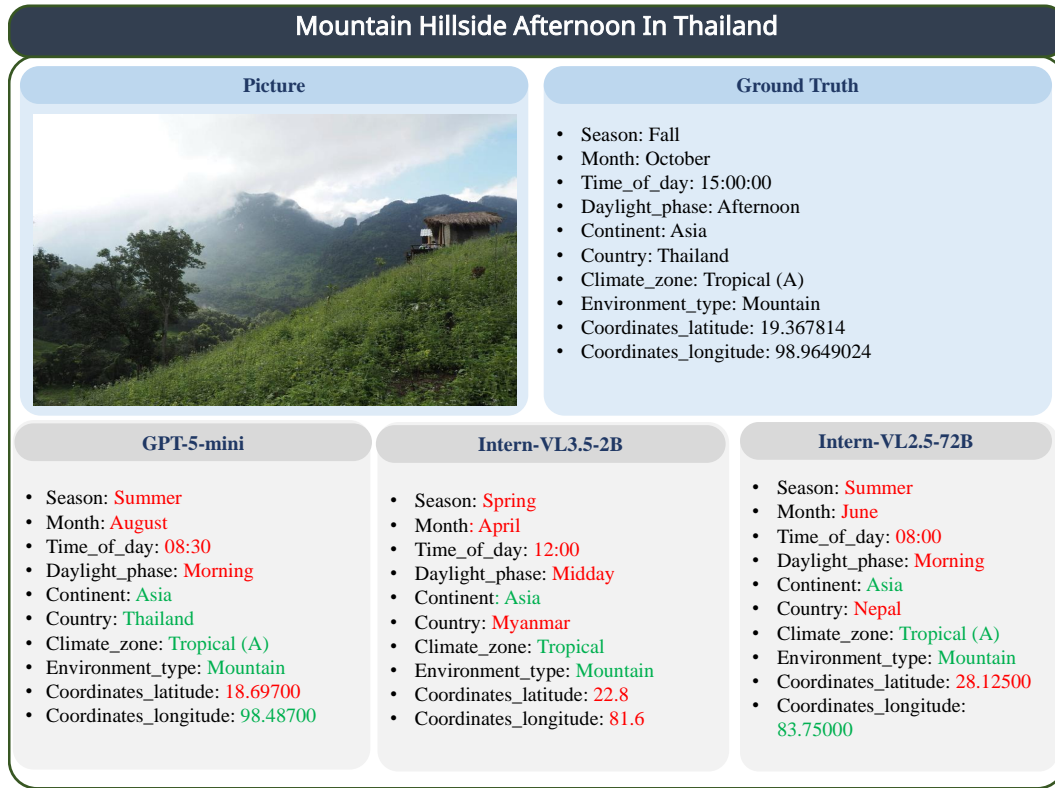 Mountain Hillside Afternoon In Thailand
Picture
Ground Truth
• Season: Fall
• Month: October
• Time_of_day: 15:00:00
• Daylight_phase: Afternoon
• Continent: Asia
• Country: Thailand
• Climate_zone: Tropical (A)
• Environment_type: Mountain
• Coordinates_latitude: 19.367814
• Coordinates_longitude: 98.9649024
GPT-5-mini
• Season: Summer
• Month: August
• Time_of_day: 08:30
• Daylight_phase: Morning
• Continent: Asia
• Country: Thailand
• Climate_zone: Tropical (A)
• Environment_type: Mountain
• Coordinates_latitude: 18.69700
• Coordinates_longitude: 98.48700
Intern-VL3.5-2B
• Season: Spring
• Month: April
• Time_of_day: 12:00
• Daylight_phase: Midday
• Continent: Asia
• Country: Myanmar
• Climate_zone: Tropical
• Environment_type: Mountain
• Coordinates_latitude: 22.8
• Coordinates_longitude: 81.6
Intern-VL2.5-72B
• Season: Summer
• Month: June
• Time_of_day: 08:00
• Daylight_phase: Morning
• Continent: Asia
• Country: Nepal
• Climate_zone: Tropical (A)
• Environment_type: Mountain
• Coordinates_latitude: 28.12500
• Coordinates_longitude:
83.75000